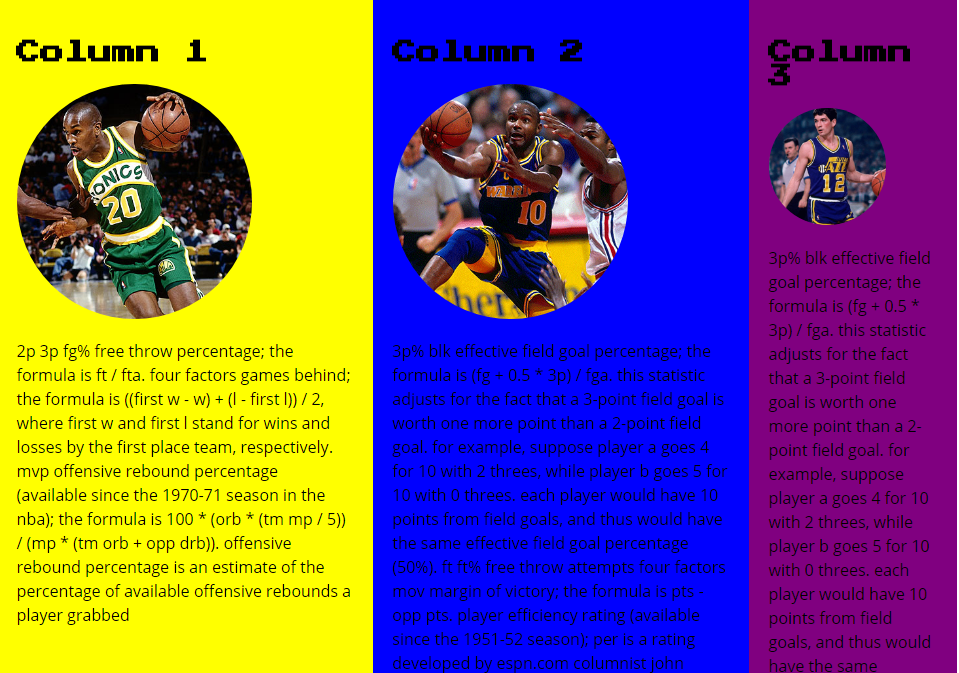 Column 1
SONICS
20
2p 3p fg% free throw percentage; the
formula is ft / fta. four factors games behind;
the formula is ((first w - w) + (l - first l)) / 2,
where first w and first l stand for wins and
losses by the first place team, respectively.
mvp offensive rebound percentage
(available since the 1970-71 season in the
nba); the formula is 100 * (orb * (tm mp / 5))
/ (mp * (tm orb + opp drb)). offensive
rebound percentage is an estimate of the
percentage of available offensive rebounds a
player grabbed
Column 2
WARRIORS
10
3p% blk effective field goal percentage; the
formula is (fg + 0.5 * 3p) / fga. this statistic
adjusts for the fact that a 3-point field goal is
worth one more point than a 2-point field
goal. for example, suppose player a goes 4
for 10 with 2 threes, while player b goes 5 for
10 with 0 threes. each player would have 10
points from field goals, and thus would have
the same effective field goal percentage
(50%). ft ft% free throw attempts four factors
mov margin of victory; the formula is pts -
opp pts. player efficiency rating (available
since the 1951-52 season); per is a rating
developed by espn.com columnist john
Column
3
JAZZ
12
3p% blk effective field
goal percentage; the
formula is (fg + 0.5 *
3p) / fga. this statistic
adjusts for the fact
that a 3-point field
goal is worth one
more point than a 2-
point field goal. for
example, suppose
player a goes 4 for 10
with 2 threes, while
player b goes 5 for 10
with 0 threes. each
player would have 10
points from field
goals, and thus would
have the same